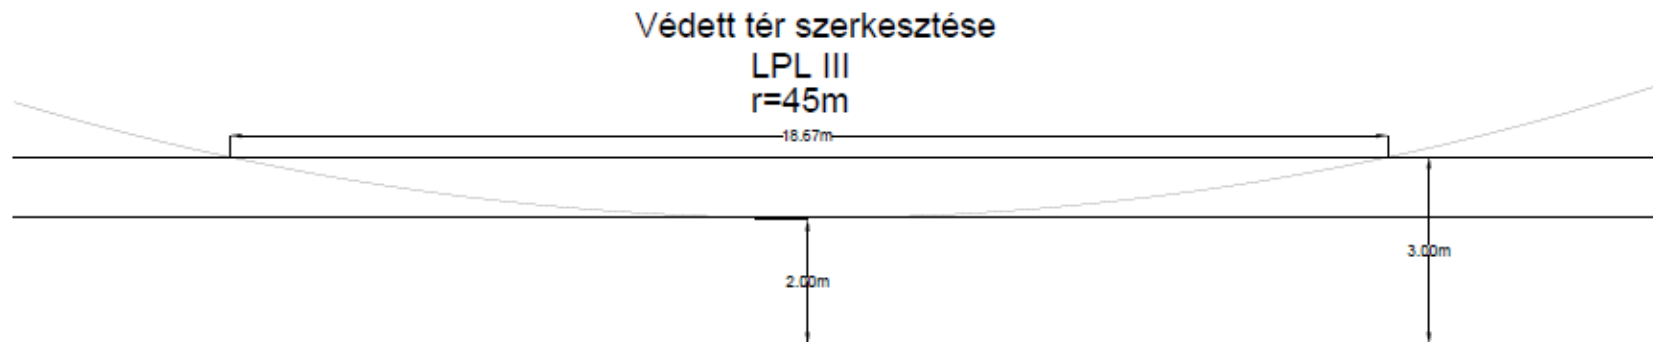 Védett tér szerkesztése
LPL III
r=45m
18.67m
3.00m
2.00m